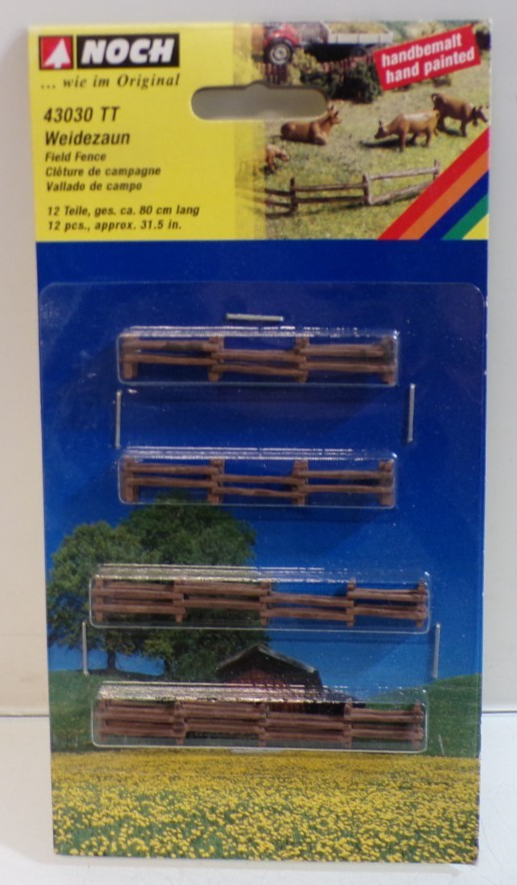 NOCH
... wie im Original
handbemalt
hand painted
43030 TT
Weidezaun
Field Fence
Clôture de campagne
Vallado de campo
12 Teile, ges. ca. 80 cm lang
12 pcs., approx. 31.5 in.